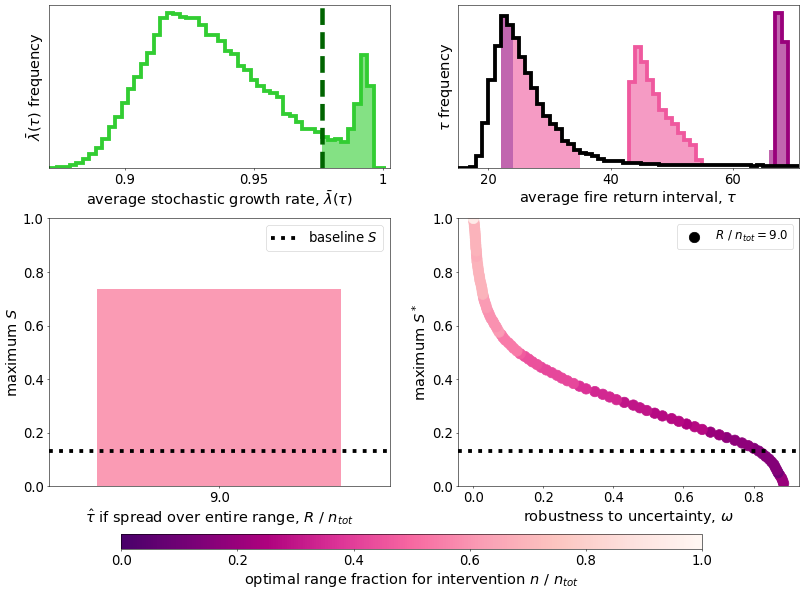 λ̄(τ) frequency
0.9 0.95 1
average stochastic growth rate, λ̄(τ)
τ frequency
20 40 60
average fire return interval, τ
maximum S
1.0
0.8
0.6
0.4
0.2
0.0
baseline S
9.0
τ̂ if spread over entire range, R / n_tot
maximum S*
1.0
0.8
0.6
0.4
0.2
0.0
R / n_tot = 9.0
0.0 0.2 0.4 0.6 0.8
robustness to uncertainty, ω
0.0 0.2 0.4 0.6 0.8 1.0
optimal range fraction for intervention n / n_tot